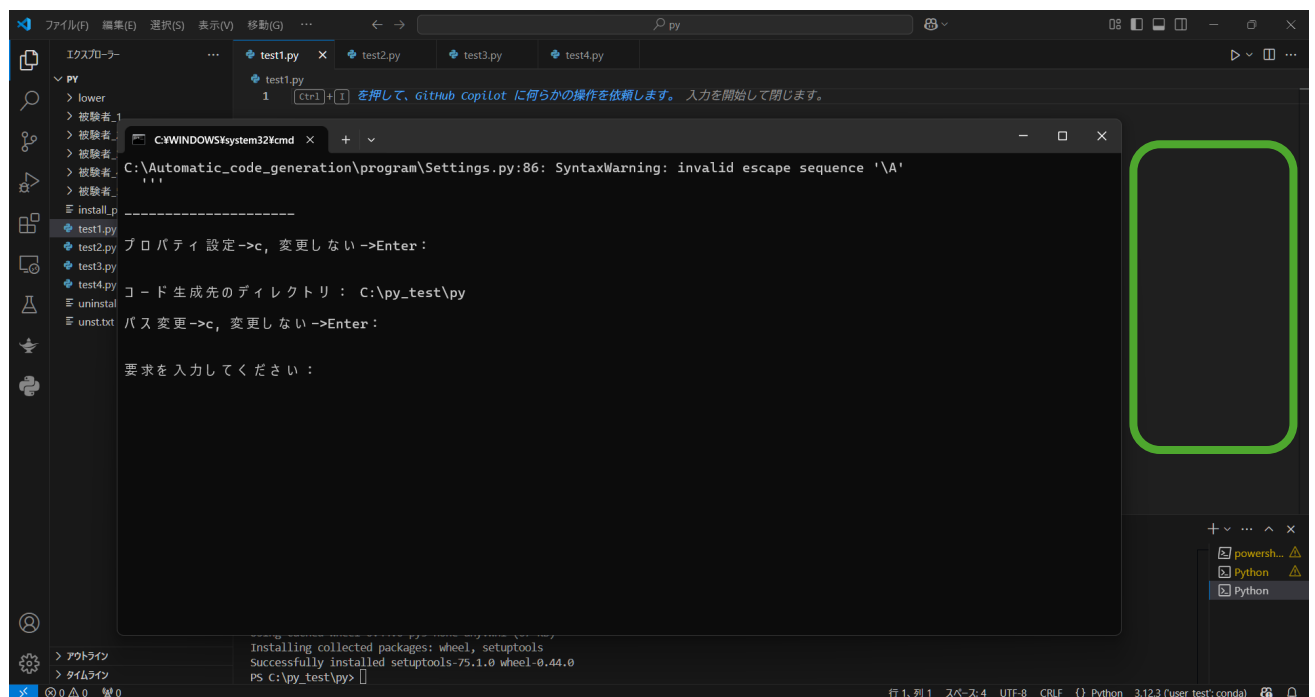 ファイル(F) 編集(E) 選択(S) 表示(V) 移動(G) … py
エクスプローラー …
test1.py test2.py test3.py test4.py
PY
test1.py
1 Ctrl+I を押して、GitHub Copilot に何らかの操作を依頼します。 入力を開始して閉じます。
lower
被験者_1
被験者
被験者
被験者
被験者
install_p
test1.py
test2.py
test3.py
test4.py
uninstal
unst.txt
C:¥WINDOWS¥system32¥cmd
C:\Automatic_code_generation\program\Settings.py:86: SyntaxWarning: invalid escape sequence '\A'
'''
---------------------
プロパティ設定->c, 変更しない->Enter:
コード生成先のディレクトリ: C:\py_test\py
パス変更->c, 変更しない->Enter:
要求を入力してください:
powersh...
Python
Python
Installing collected packages: wheel, setuptools
Successfully installed setuptools-75.1.0 wheel-0.44.0
PS C:\py_test\py>
アウトライン
タイムライン
0 0 0 行 1、列 1 スペース: 4 UTF-8 CRLF {} Python 3.12.3 ('user_test': conda)